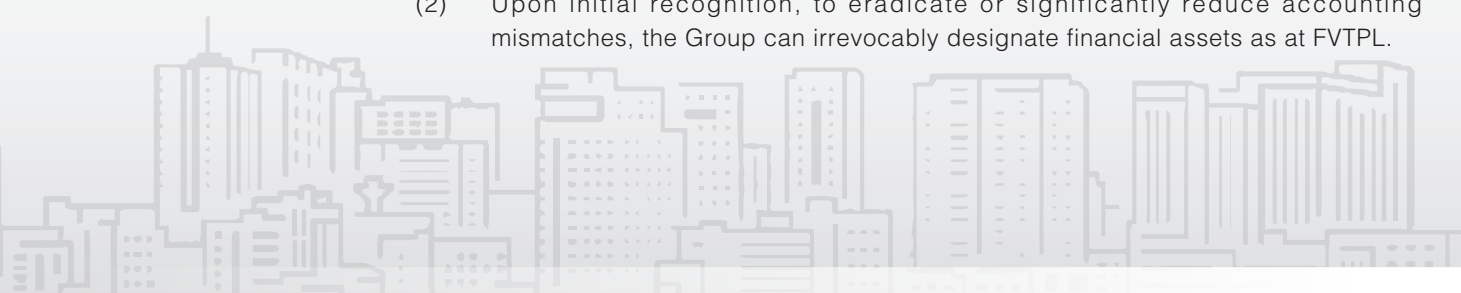 (2) Upon initial recognition, to eradicate or significantly reduce accounting
mismatches, the Group can irrevocably designate financial assets as at FVTPL.